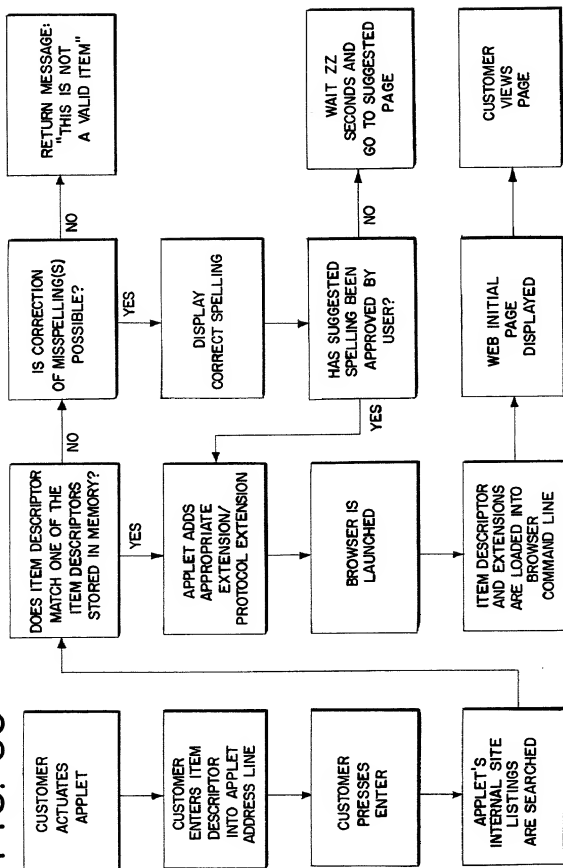 CUSTOMER
ACTUATES
APPLET
CUSTOMER
ENTERS ITEM
DESCRIPTOR
INTO APPLET
ADDRESS LINE
CUSTOMER
PRESSES
ENTER
APPLET'S
INTERNAL SITE
LISTINGS
ARE SEARCHED
DOES ITEM DESCRIPTOR
MATCH ONE OF THE
ITEM DESCRIPTORS
STORED IN MEMORY?
NO
YES
APPLET ADDS
APPROPRIATE
EXTENSION/
PROTOCOL EXTENSION
BROWSER IS
LAUNCHED
ITEM DESCRIPTOR
AND EXTENSIONS
ARE LOADED INTO
BROWSER
COMMAND LINE
IS CORRECTION
OF MISSPELLING(S)
POSSIBLE?
NO
YES
DISPLAY
CORRECT SPELLING
HAS SUGGESTED
SPELLING BEEN
APPROVED BY
USER?
YES
NO
WEB INITIAL
PAGE
DISPLAYED
RETURN MESSAGE:
"THIS IS NOT
A VALID ITEM"
WAIT ZZ
SECONDS AND
GO TO SUGGESTED
PAGE
CUSTOMER
VIEWS
PAGE